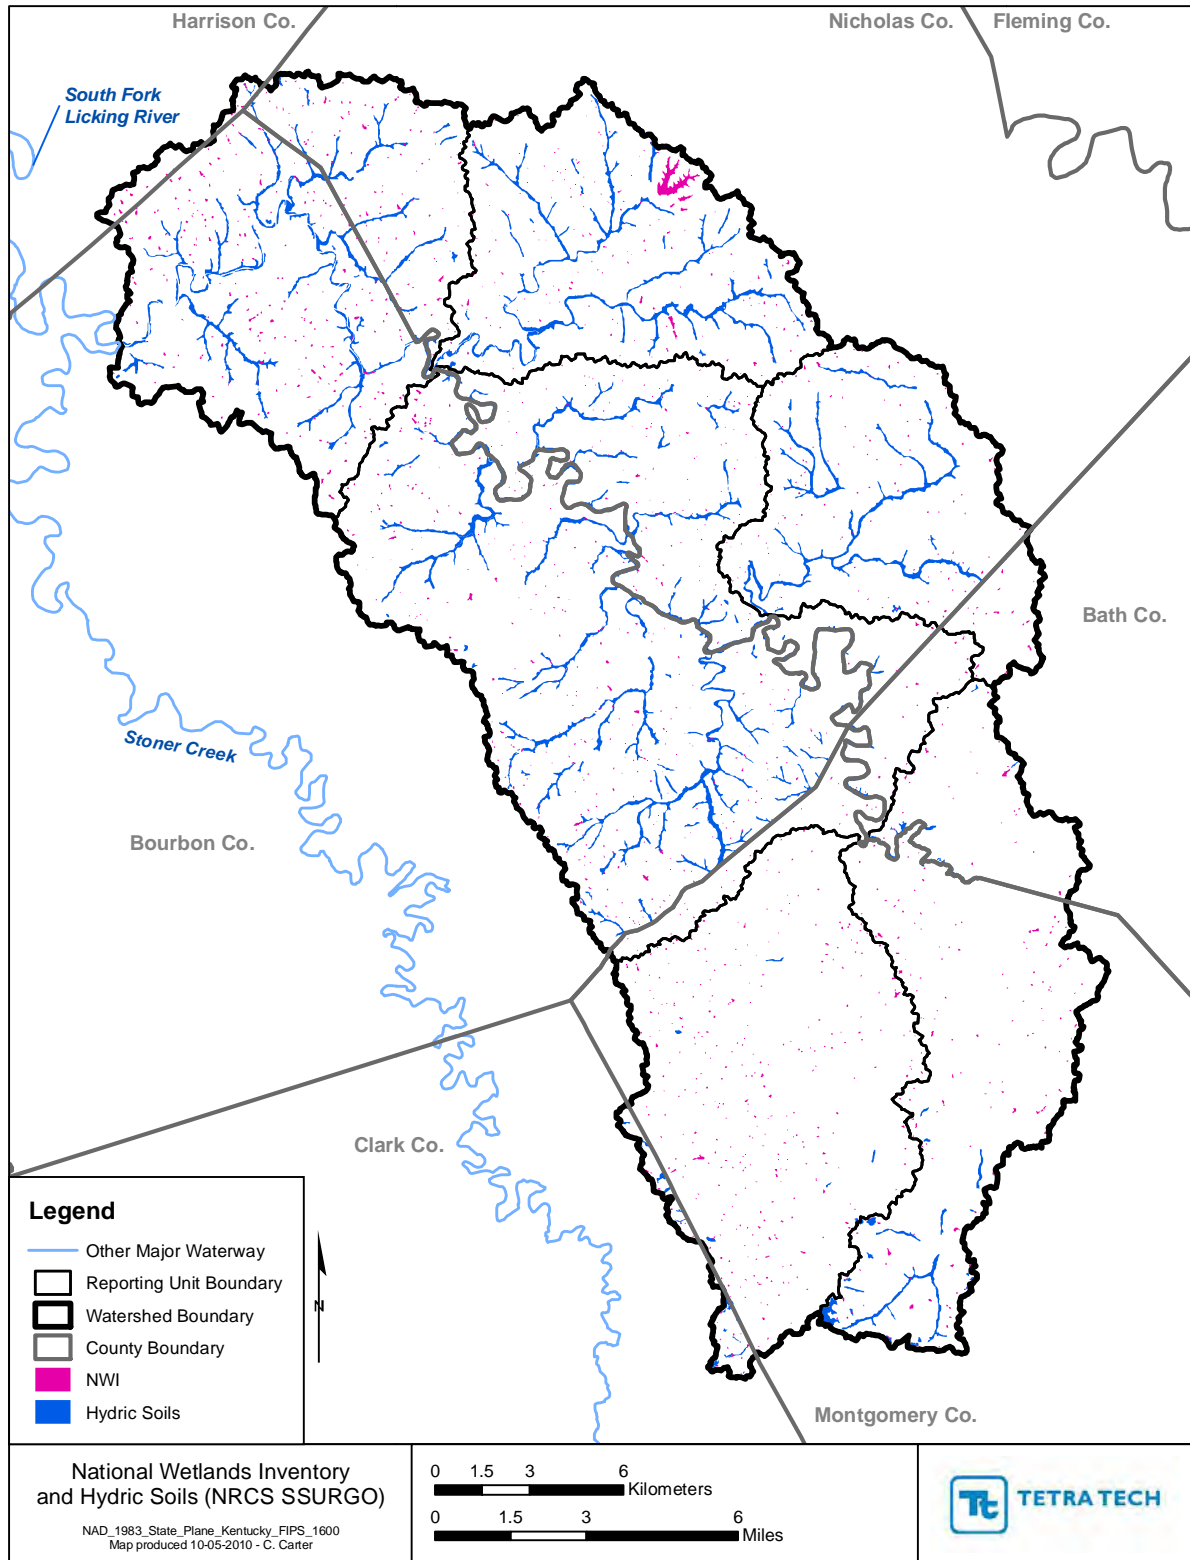 Harrison Co.
Nicholas Co.
Fleming Co.
South Fork
Licking River
Bath Co.
Stoner Creek
Bourbon Co.
Clark Co.
Montgomery Co.
Legend
Other Major Waterway
Reporting Unit Boundary
Watershed Boundary
County Boundary
NWI
Hydric Soils
N
National Wetlands Inventory
and Hydric Soils (NRCS SSURGO)
NAD_1983_State_Plane_Kentucky_FIPS_1600
Map produced 10-05-2010 - C. Carter
0 1.5 3 6
Kilometers
0 1.5 3 6
Miles
Tt TETRA TECH